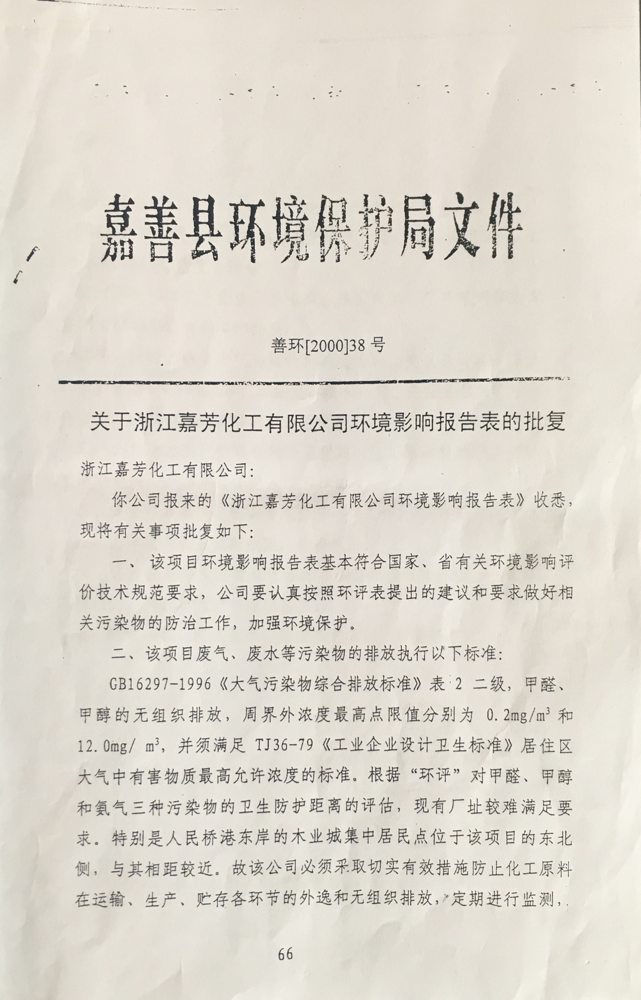 嘉善县环境保护局文件
善环[2000]38 号
关于浙江嘉芳化工有限公司环境影响报告表的批复
浙江嘉芳化工有限公司：
你公司报来的《浙江嘉芳化工有限公司环境影响报告表》收悉，
现将有关事项批复如下：
一、 该项目环境影响报告表基本符合国家、省有关环境影响评
价技术规范要求，公司要认真按照环评表提出的建议和要求做好相
关污染物的防治工作，加强环境保护。
二、该项目废气、废水等污染物的排放执行以下标准：
GB16297-1996《大气污染物综合排放标准》表 2 二级，甲醛、
甲醇的无组织排放，周界外浓度最高点限值分别为 0.2mg/m³ 和
12.0mg/ m³，并须满足 TJ36-79《工业企业设计卫生标准》居住区
大气中有害物质最高允许浓度的标准。根据“环评”对甲醛、甲醇
和氨气三种污染物的卫生防护距离的评估，现有厂址较难满足要
求。特别是人民桥港东岸的木业城集中居民点位于该项目的东北
侧，与其相距较近。故该公司必须采取切实有效措施防止化工原料
在运输、生产、贮存各环节的外逸和无组织排放，定期进行监测，
66